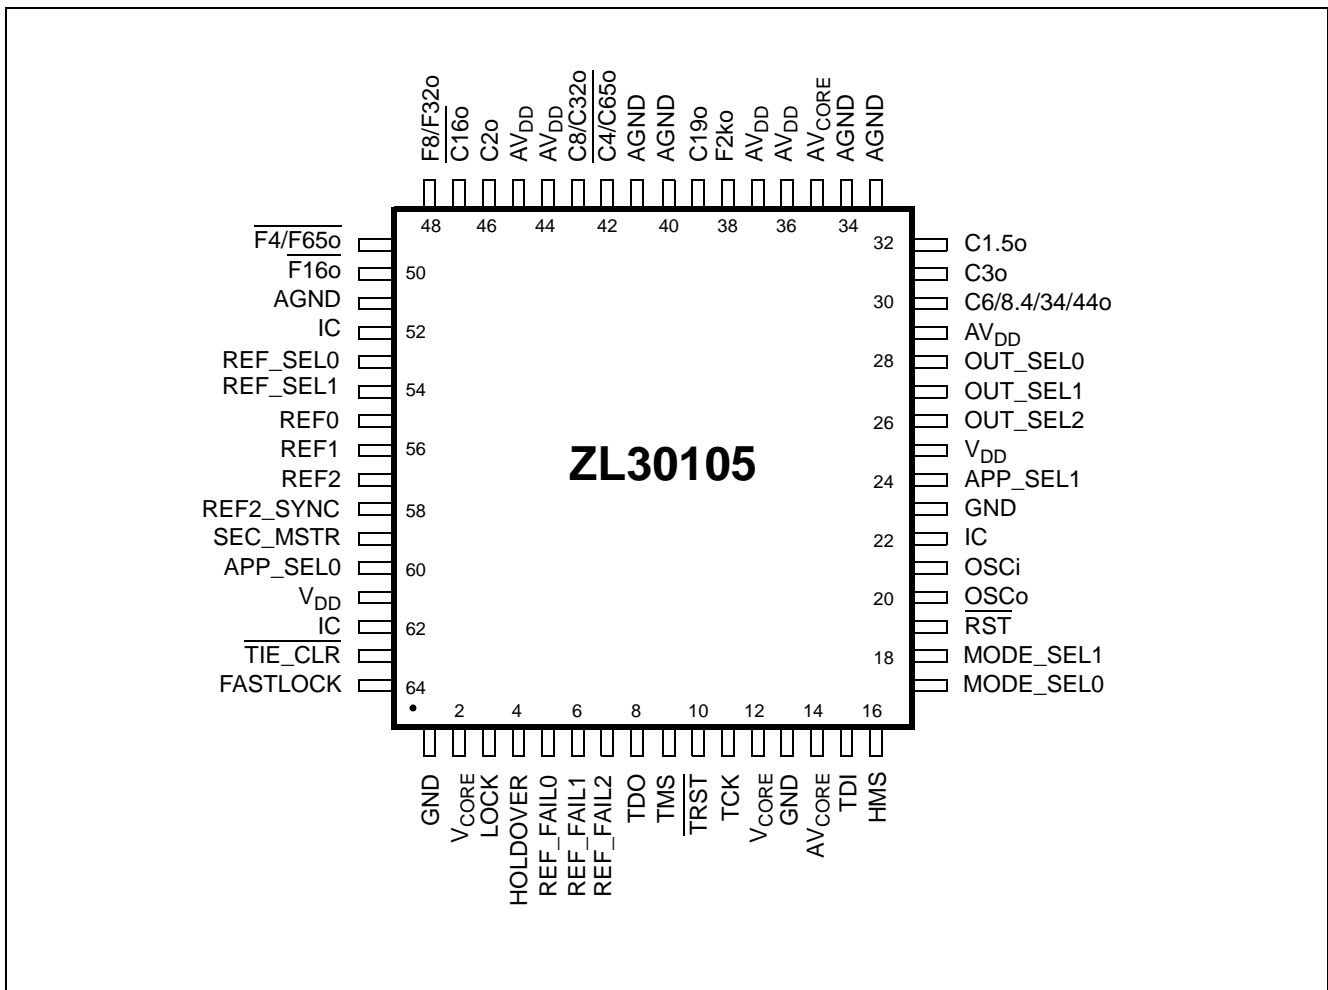 F8/F32o
C16o
C2o
AVDD
AVDD
C8/C32o
C4/C65o
AGND
AGND
C19o
F2ko
AVDD
AVDD
AVCORE
AGND
AGND
48 46 44 42 40 38 36 34
F4/F65o
F16o
AGND
IC
REF_SEL0
REF_SEL1
REF0
REF1
REF2
REF2_SYNC
SEC_MSTR
APP_SEL0
VDD
IC
TIE_CLR
FASTLOCK
50
52
54
56
58
60
62
64
ZL30105
32
30
28
26
24
22
20
18
C1.5o
C3o
C6/8.4/34/44o
AVDD
OUT_SEL0
OUT_SEL1
OUT_SEL2
VDD
APP_SEL1
GND
IC
OSCi
OSCo
RST
MODE_SEL1
MODE_SEL0
2 4 6 8 10 12 14 16
GND
VCORE
LOCK
HOLDOVER
REF_FAIL0
REF_FAIL1
REF_FAIL2
TDO
TMS
TRST
TCK
VCORE
GND
AVCORE
TDI
HMS